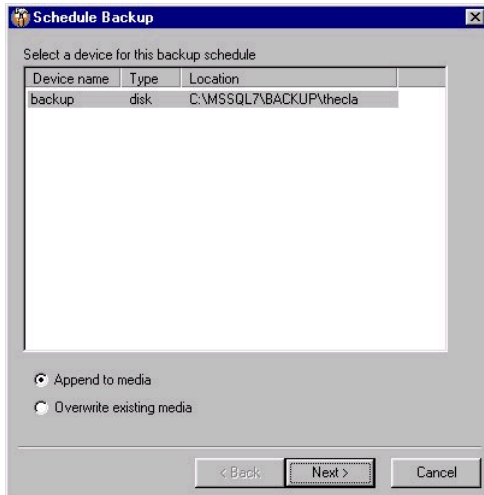 Schedule Backup
Select a device for this backup schedule
Device name Type Location
backup disk C:\MSSQL7\BACKUP\thecla
Append to media
Overwrite existing media
< Back Next > Cancel